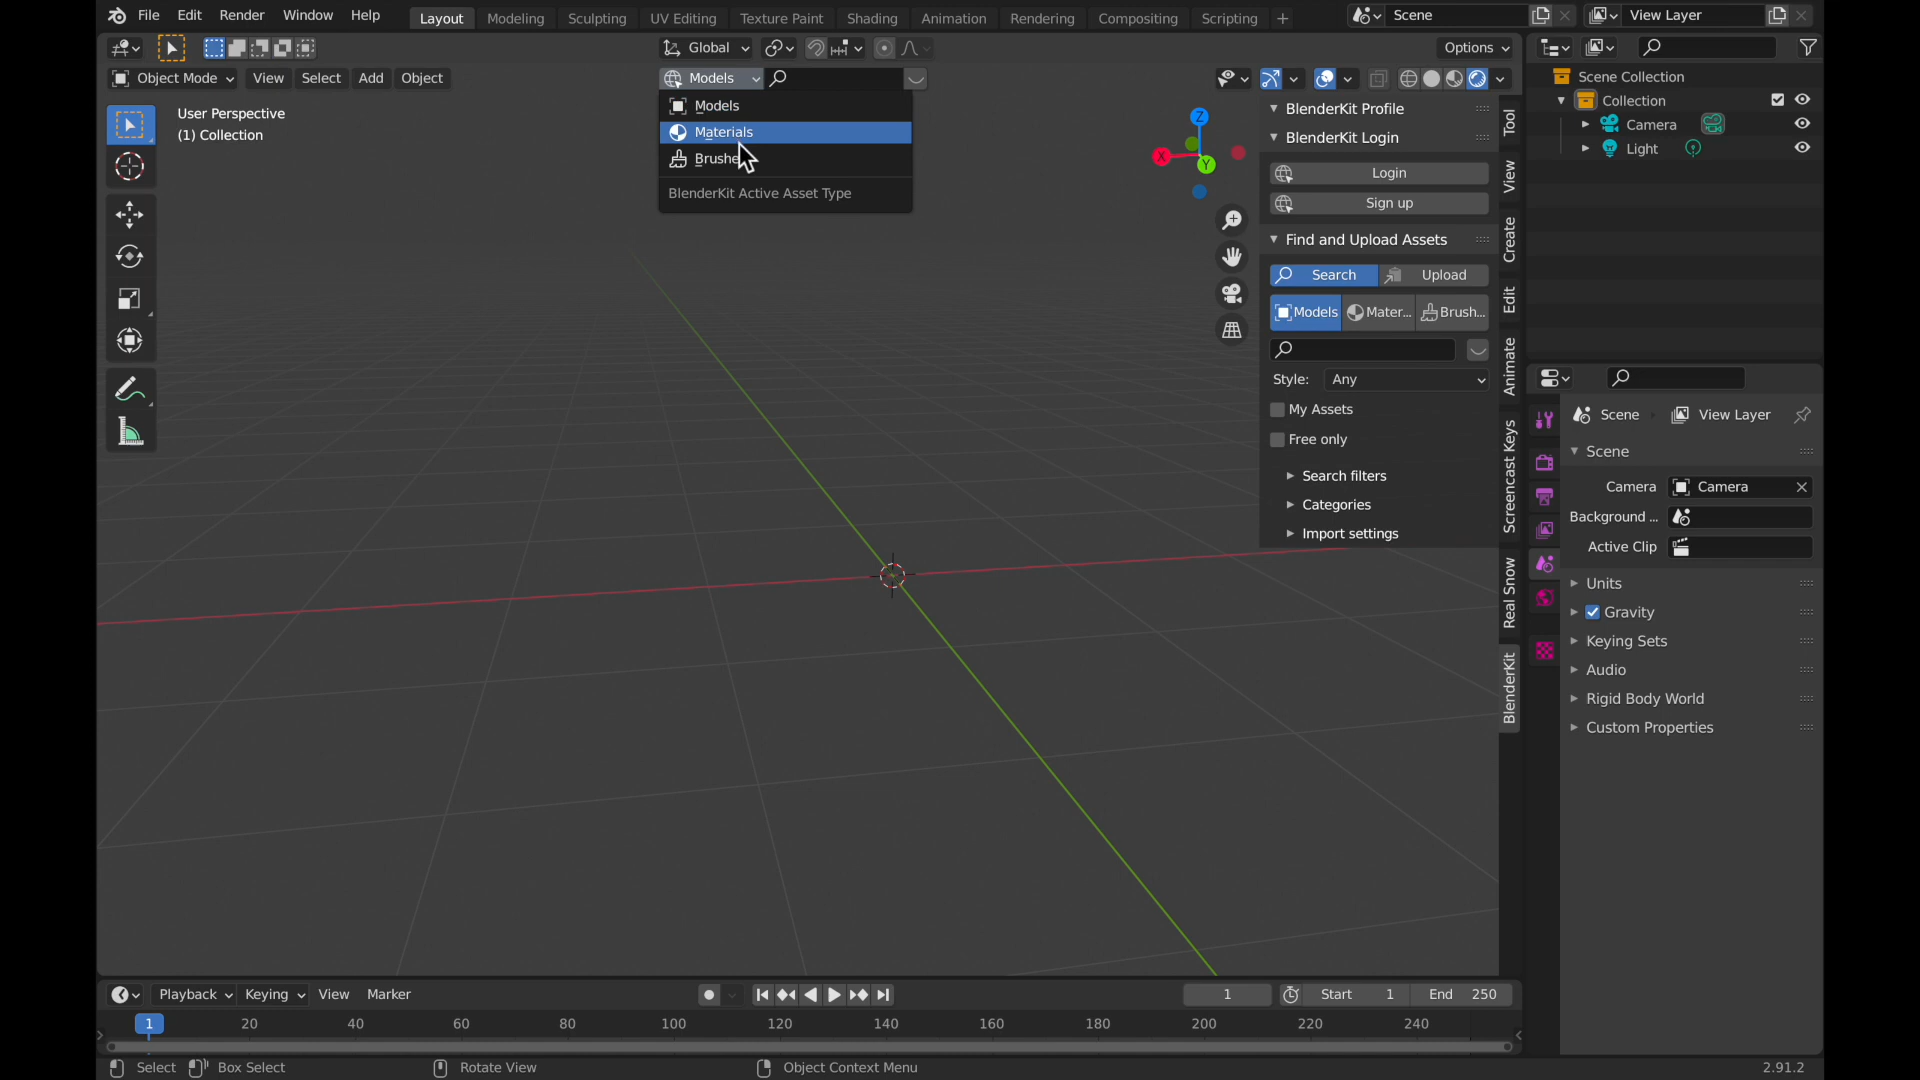 File Edit Render Window Help Layout Modeling Sculpting UV Editing Texture Paint Shading Animation Rendering Compositing Scripting + Scene View Layer
Global Options
Object Mode View Select Add Object Models
User Perspective
(1) Collection
Models
Materials
Brushe
BlenderKit Active Asset Type
Z
X
Y
BlenderKit Profile
BlenderKit Login
Login
Sign up
Find and Upload Assets
Search Upload
Models Mater... Brush...
Style: Any
My Assets
Free only
Search filters
Categories
Import settings
Tool
View
Create
Edit
Animate
Screencast Keys
Real Snow
BlenderKit
Scene Collection
Collection
Camera
Light
Scene View Layer
Scene
Camera Camera
Background ...
Active Clip
Units
Gravity
Keying Sets
Audio
Rigid Body World
Custom Properties
Playback Keying View Marker 1 Start 1 End 250
1 20 40 60 80 100 120 140 160 180 200 220 240
Select Box Select Rotate View Object Context Menu 2.91.2